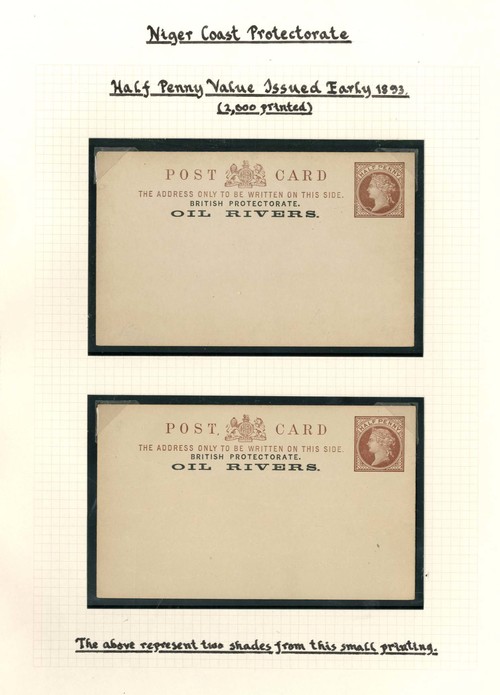 Niger Coast Protectorate
Half Penny Value Issued Early 1893.
(2,000 printed)
POST CARD
HALF PENNY
THE ADDRESS ONLY TO BE WRITTEN ON THIS SIDE.
BRITISH PROTECTORATE.
OIL RIVERS.
POST CARD
HALF PENNY
THE ADDRESS ONLY TO BE WRITTEN ON THIS SIDE.
BRITISH PROTECTORATE.
OIL RIVERS.
The above represent two shades from this small printing.